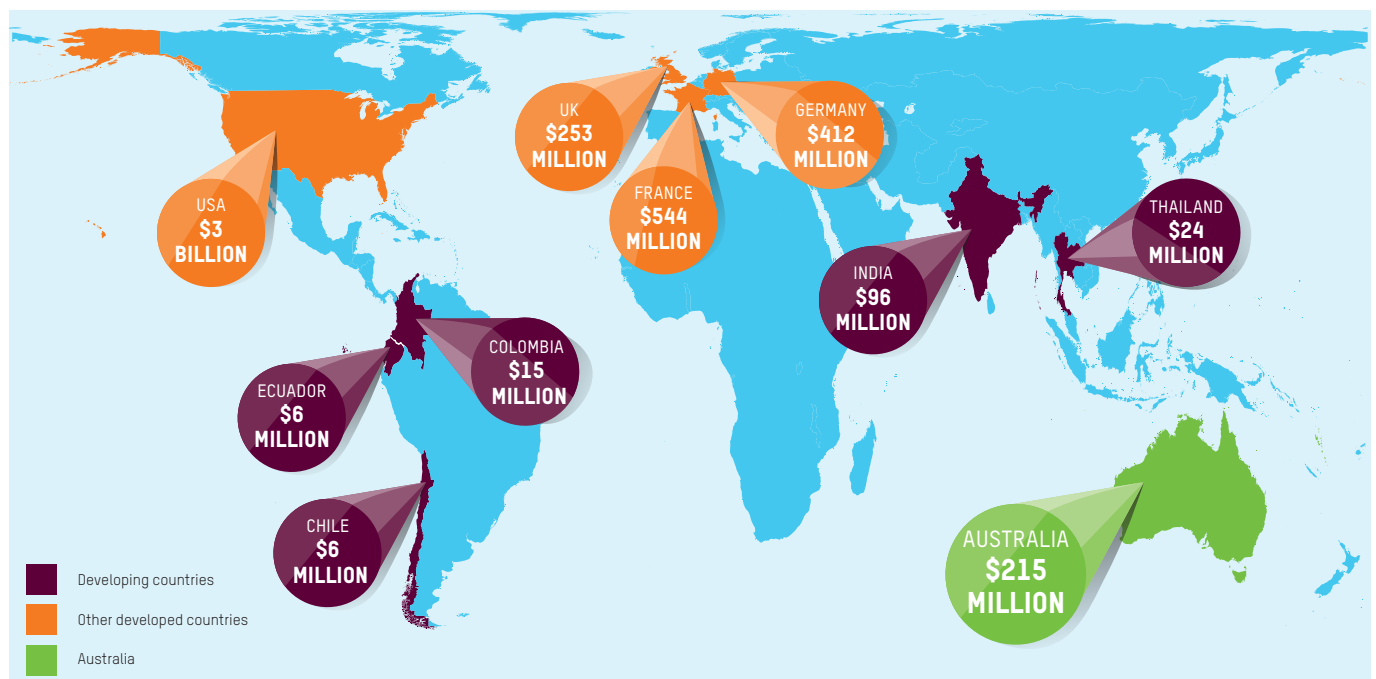 UK
$253
MILLION
GERMANY
$412
MILLION
USA
$3
BILLION
FRANCE
$544
MILLION
THAILAND
$24
MILLION
INDIA
$96
MILLION
COLOMBIA
$15
MILLION
ECUADOR
$6
MILLION
CHILE
$6
MILLION
AUSTRALIA
$215
MILLION
Developing countries
Other developed countries
Australia